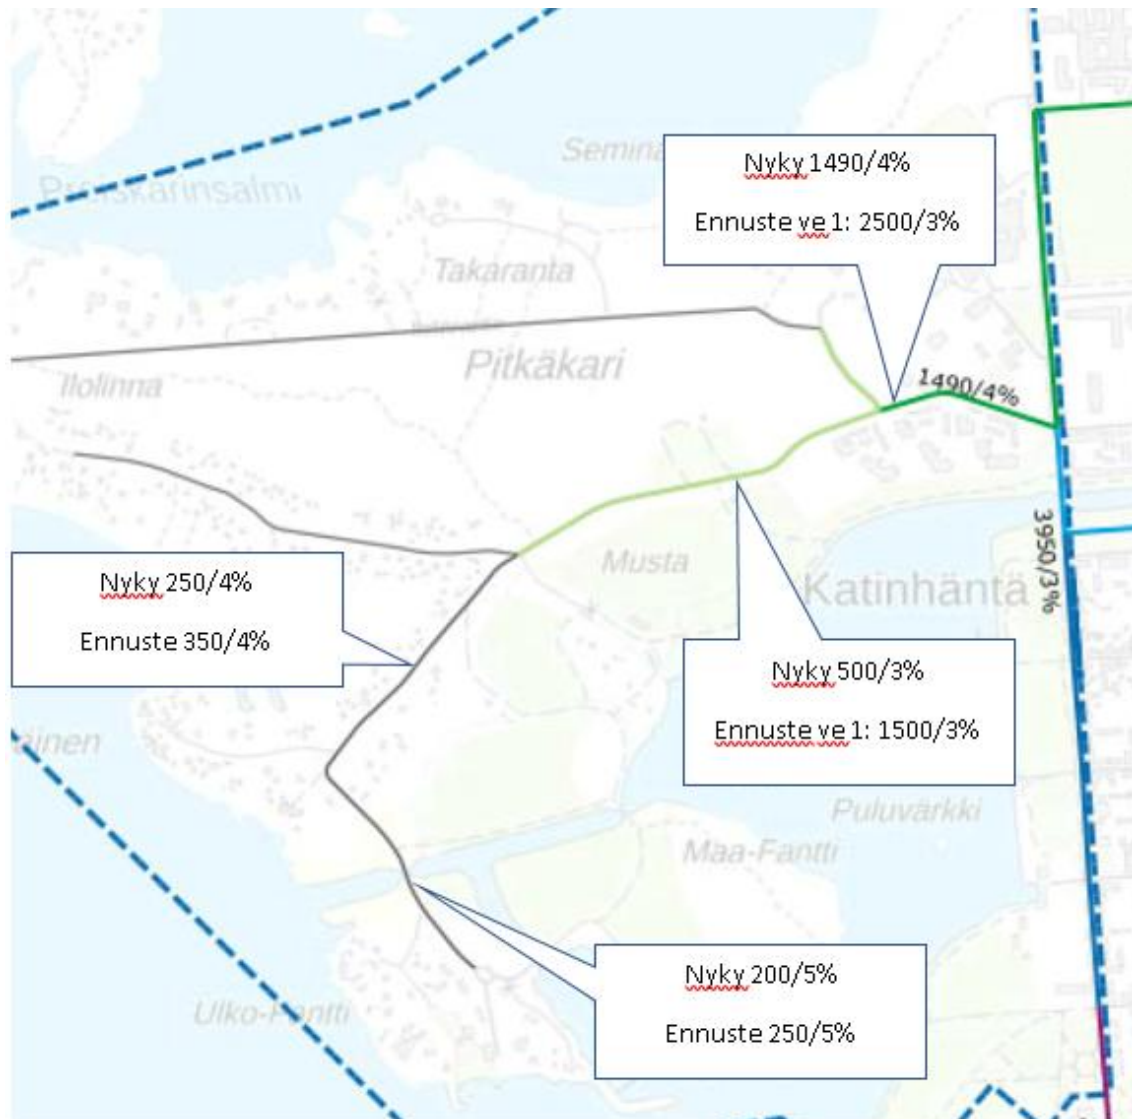 Nyky 1490/4%
Ennuste ve 1: 2500/3%
Preiskarinsalmi
Takaranta
Pitkäkari
Ilolinna
1490/4%
Nyky 250/4%
Ennuste 350/4%
Musta
Katinhäntä
3950/3%
Nyky 500/3%
Ennuste ve 1: 1500/3%
Puluvärkki
Maa-Fantti
Nyky 200/5%
Ennuste 250/5%
Ulko-Fantti